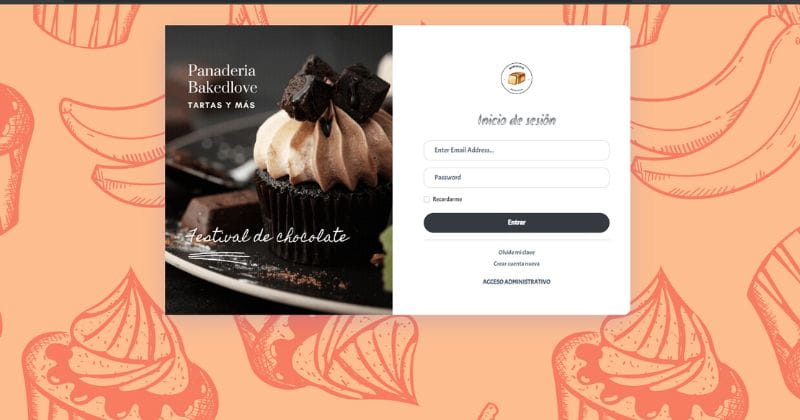 Panaderia
Bakedlove
TARTAS Y MÁS
Festival de chocolate
Inicio de sesión
Enter Email Address...
Password
Recordarme
Entrar
Olvide mi clave
Crear cuenta nueva
ACCESO ADMINISTRATIVO